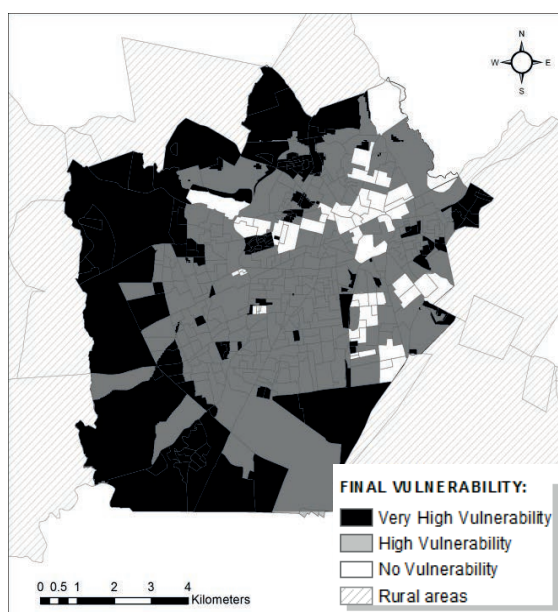 N
W E
S
FINAL VULNERABILITY:
Very High Vulnerability
High Vulnerability
No Vulnerability
Rural areas
0 0.5 1 2 3 4
Kilometers